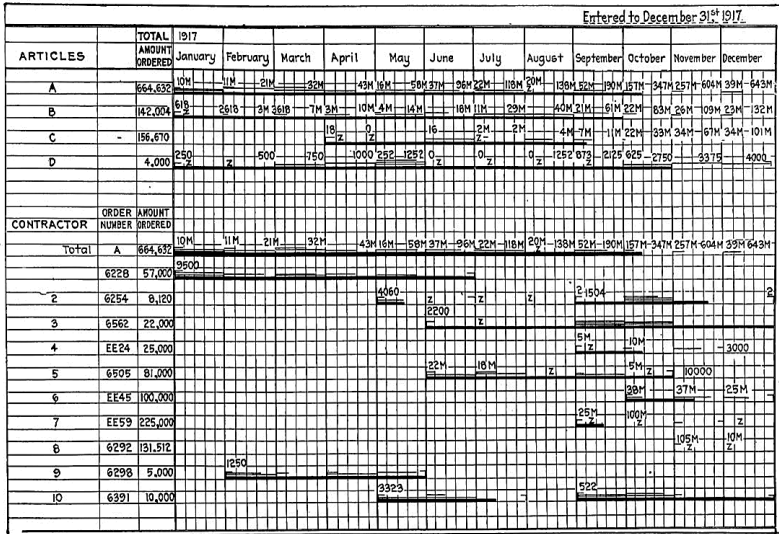 Entered to December 31st 1917.
TOTAL 1917
ARTICLES AMOUNT ORDERED January February March April May June July August September October November December
A 664,632 10M 11M 21M 32M 43M 16M 58M 37M 96M 22M 118M 20M 138M 52M 190M 157M 347M 257M 604M 39M 643M
B 142,004 618 Z 2618 3M 2618 7M 3M 10M 4M 14M 18M 11M 29M 40M 21M 61M 22M 83M 26M 109M 23M 132M
C - 156,670 18 Z 0 Z 16 2M Z 2M 4M 7M 11M 22M 33M 34M 67M 34M 101M
D 4,000 250 Z Z 500 750 1000 252 1252 0 Z 0 Z 0 Z 1252 873 Z 2125 625 2750 3375 4000
CONTRACTOR ORDER NUMBER AMOUNT ORDERED
Total A 664,632 10M 11M 21M 32M 43M 16M 58M 37M 96M 22M 118M 20M 138M 52M 190M 157M 347M 257M 604M 39M 643M
6228 57,000 9500
2 6254 8,120 4060 Z Z Z 2 1504 2
3 6562 22,000 2200 Z
4 EE24 25,000 5M Z 10M 3000
5 6505 81,000 22M 18M Z 5M Z 10000
6 EE45 100,000 38M 37M 25M
7 EE59 225,000 25M Z 100M Z Z
8 6292 131.512 105M Z 10M Z
9 6298 5,000 1250
10 6391 10,000 3323 522